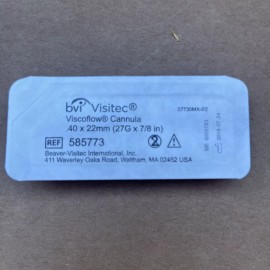 bvi® Visitec®
Viscoflow® Cannula
.40 x 22mm (27G x 7/8 in)
REF 585773
Beaver-Visitec International, Inc.
411 Waverley Oaks Road, Waltham, MA 02452 USA